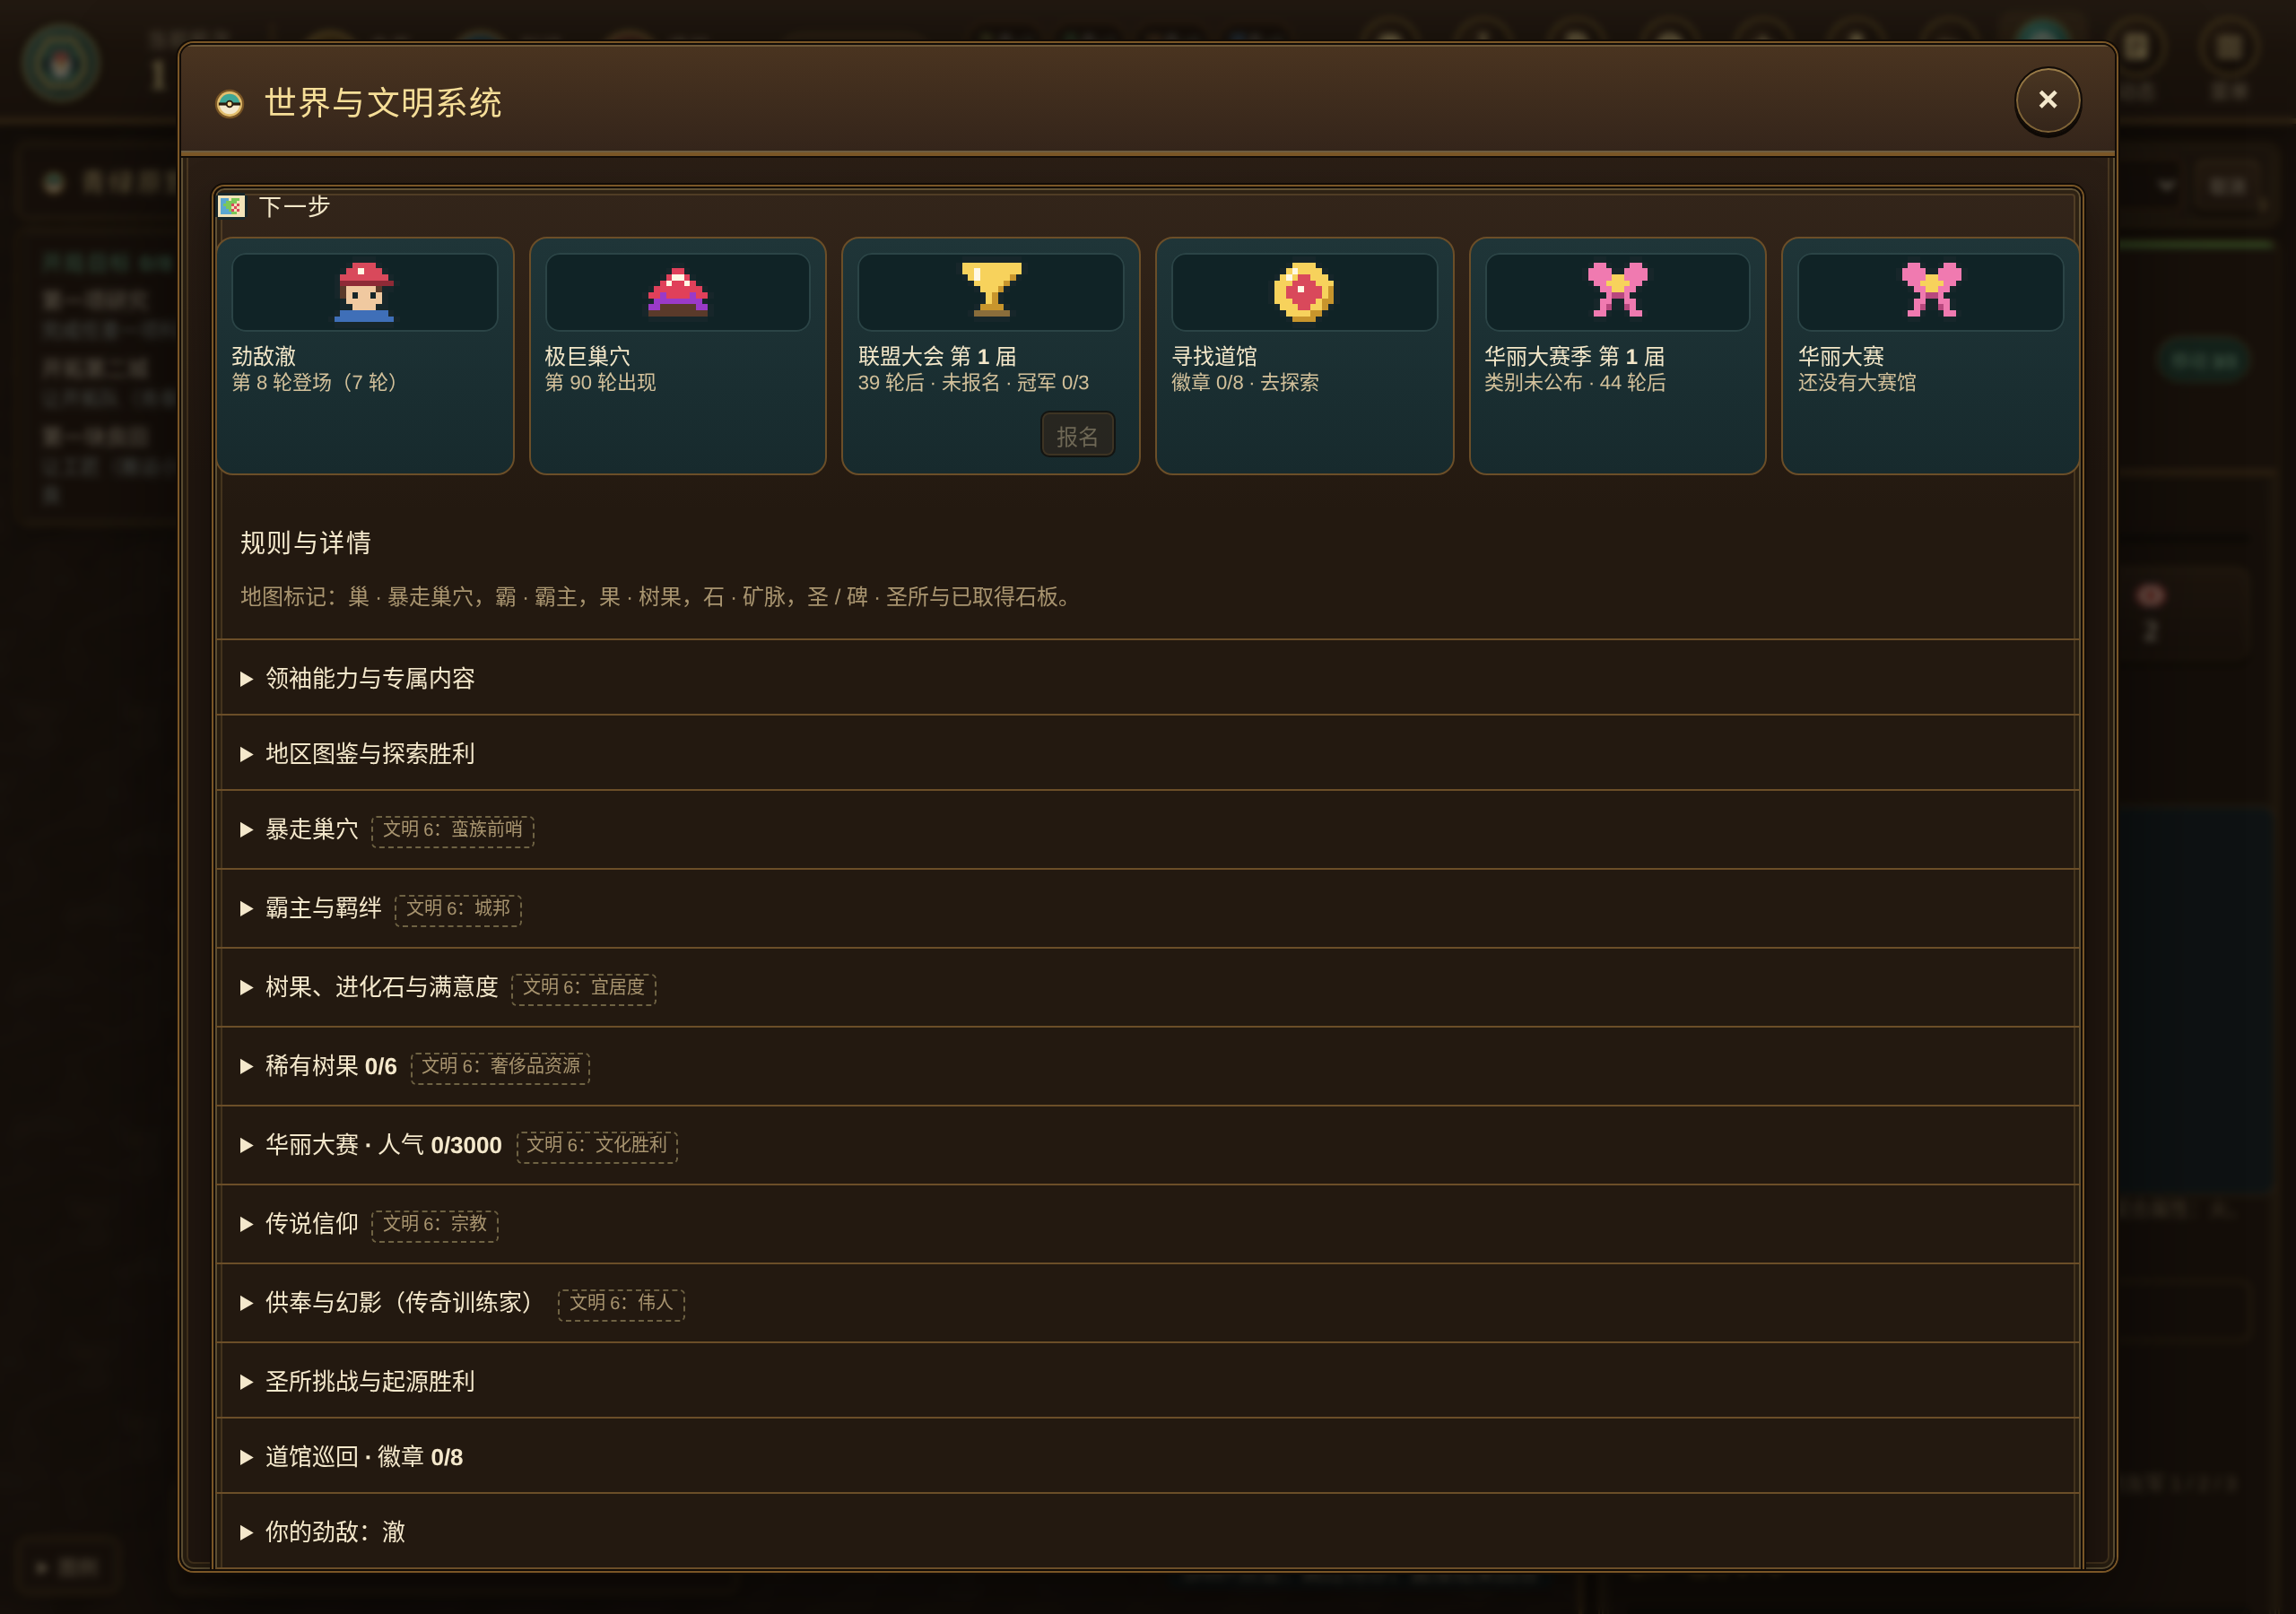 世界与文明系统
下一步
劲敌澈
第 8 轮登场（7 轮）
极巨巢穴
第 90 轮出现
联盟大会 第 1 届
39 轮后 · 未报名 · 冠军 0/3
报名
寻找道馆
徽章 0/8 · 去探索
华丽大赛季 第 1 届
类别未公布 · 44 轮后
华丽大赛
还没有大赛馆
规则与详情
地图标记：巢 · 暴走巢穴，霸 · 霸主，果 · 树果，石 · 矿脉，圣 / 碑 · 圣所与已取得石板。
领袖能力与专属内容
地区图鉴与探索胜利
暴走巢穴 文明 6：蛮族前哨
霸主与羁绊 文明 6：城邦
树果、进化石与满意度 文明 6：宜居度
稀有树果 0/6 文明 6：奢侈品资源
华丽大赛 · 人气 0/3000 文明 6：文化胜利
传说信仰 文明 6：宗教
供奉与幻影（传奇训练家） 文明 6：伟人
圣所挑战与起源胜利
道馆巡回 · 徽章 0/8
你的劲敌：澈
1
2